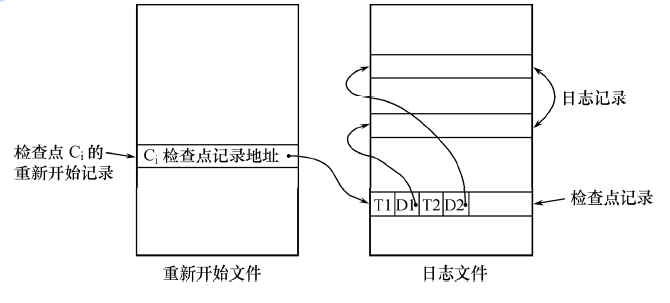 日志记录
检查点 Ci 的
重新开始记录
Ci 检查点记录地址
T1 D1 T2 D2
检查点记录
重新开始文件
日志文件